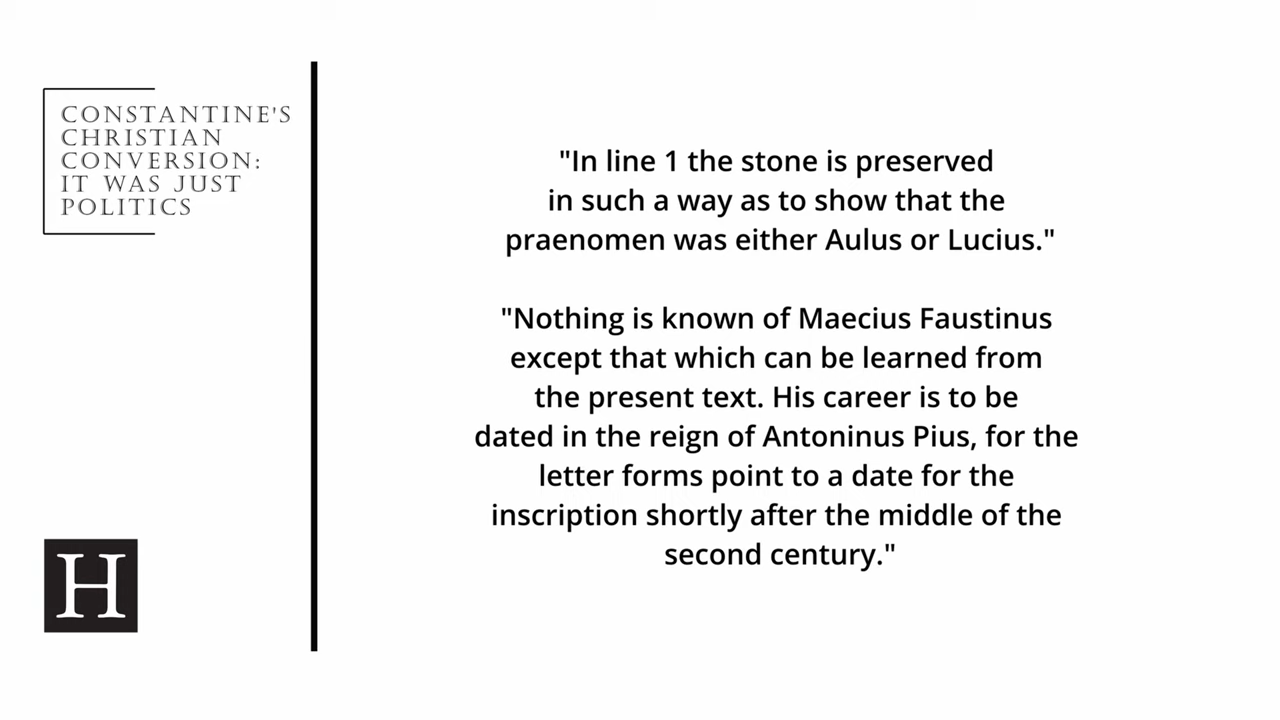 CONSTANTINE'S
CHRISTIAN
CONVERSION:
IT WAS JUST
POLITICS
"In line 1 the stone is preserved
in such a way as to show that the
praenomen was either Aulus or Lucius."
"Nothing is known of Maecius Faustinus
except that which can be learned from
the present text. His career is to be
dated in the reign of Antoninus Pius, for the
letter forms point to a date for the
inscription shortly after the middle of the
second century."
H